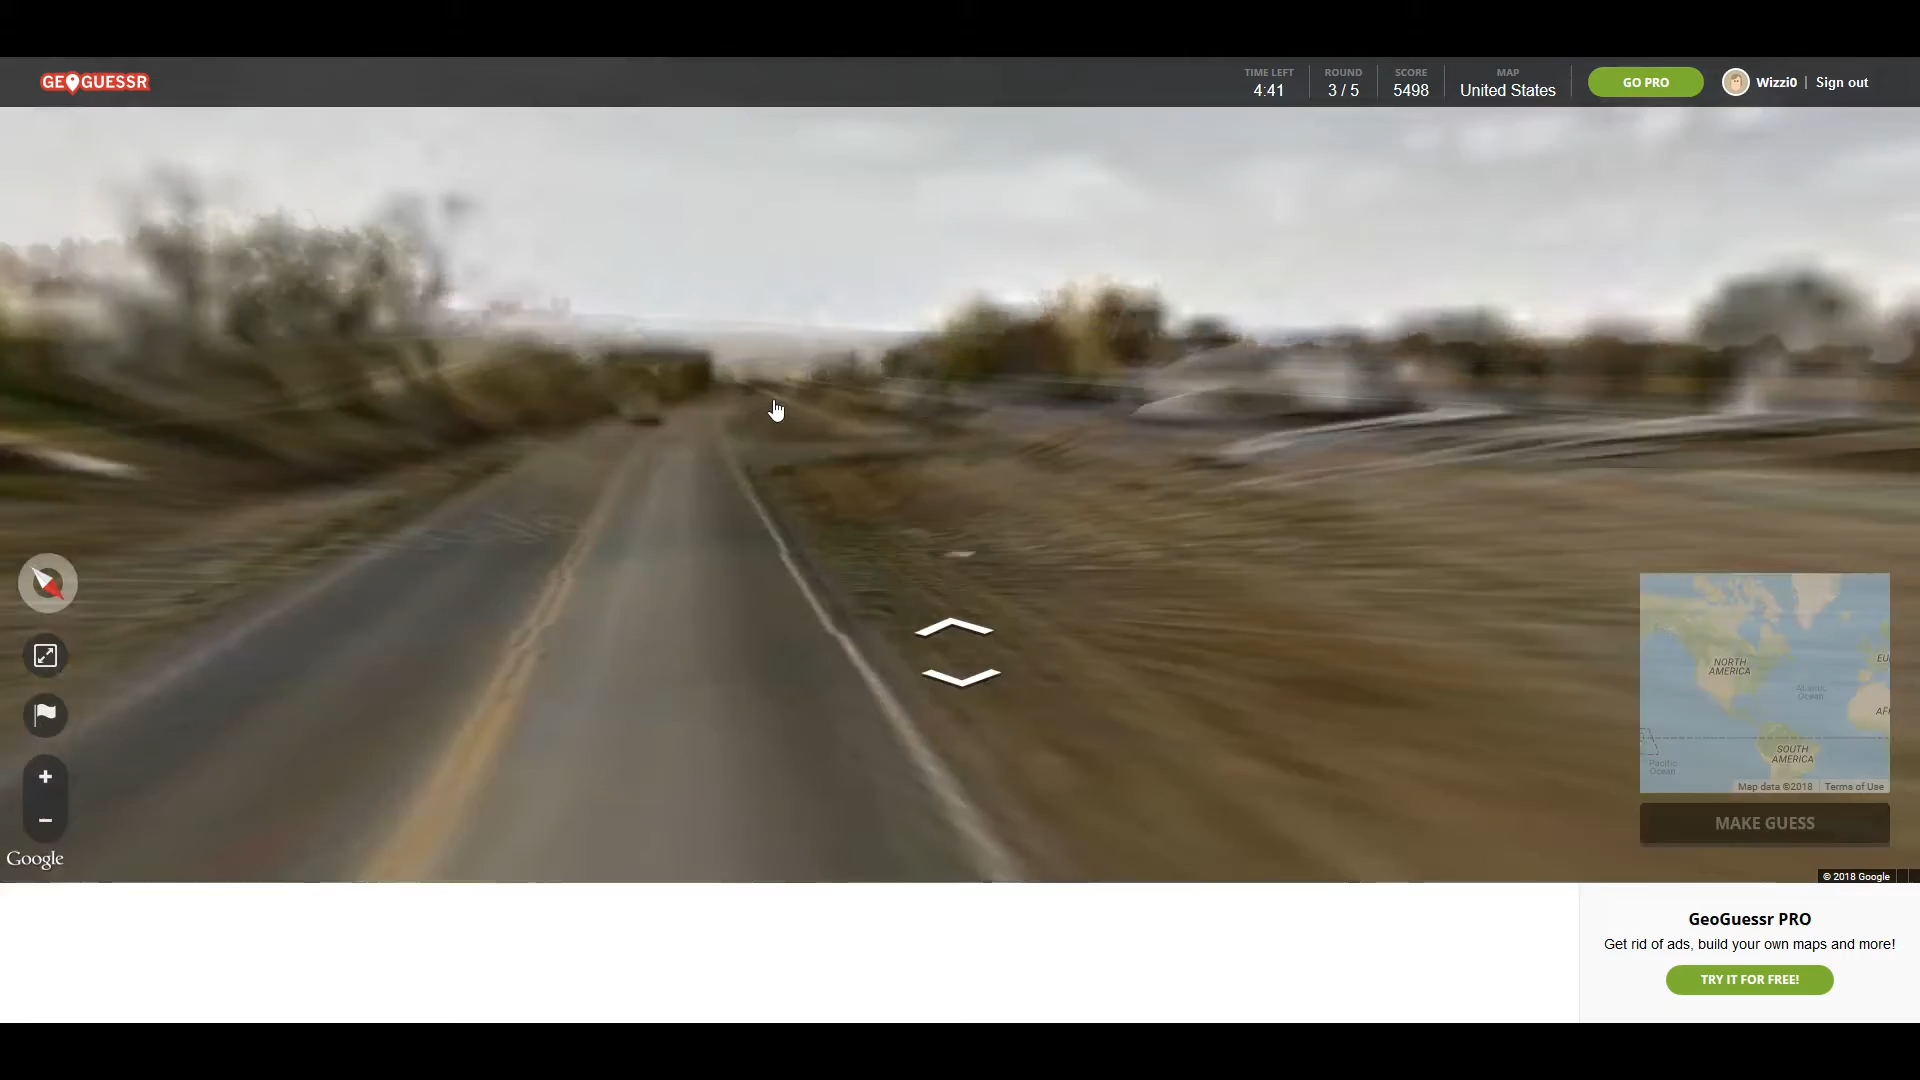 GEOGUESSR
TIME LEFT
4:41
ROUND
3 / 5
SCORE
5498
MAP
United States
GO PRO
Wizzi0 | Sign out
NORTH
AMERICA
Atlantic
Ocean
EU
AFR
SOUTH
AMERICA
Pacific
Ocean
Map data ©2018
Terms of Use
MAKE GUESS
Google
© 2018 Google
GeoGuessr PRO
Get rid of ads, build your own maps and more!
TRY IT FOR FREE!